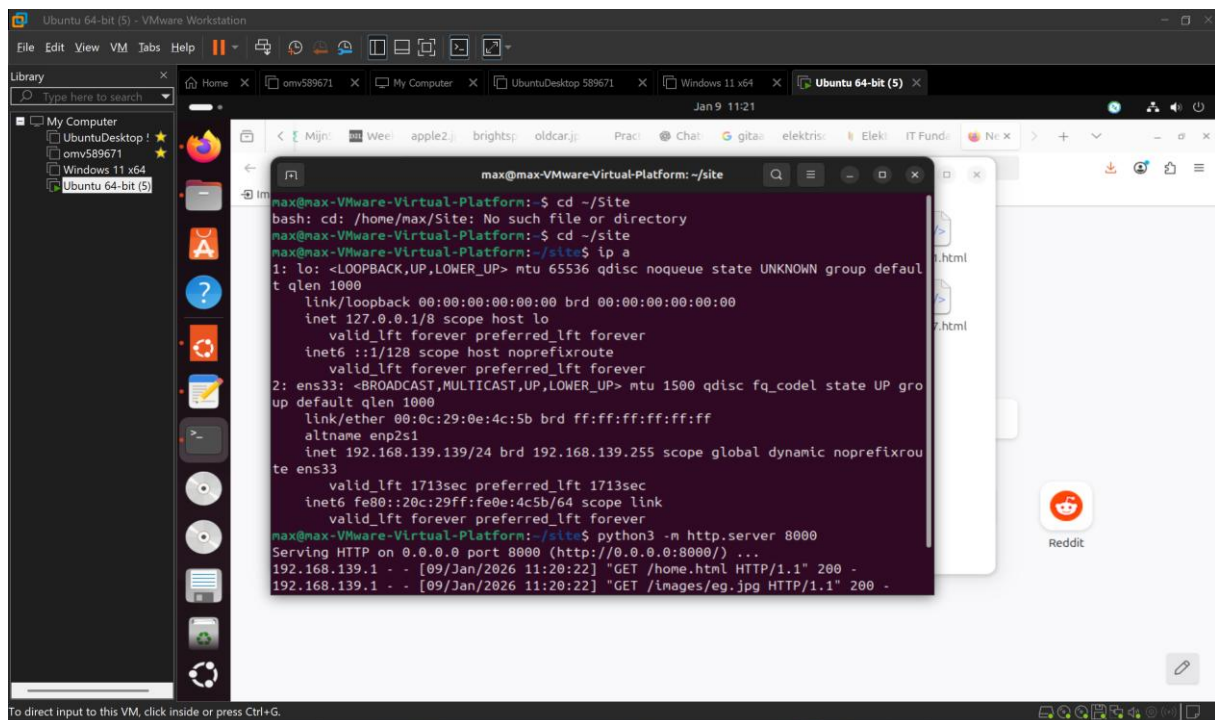 Ubuntu 64-bit (5) - VMware Workstation
File Edit View VM Tabs Help
Library
Type here to search
My Computer
UbuntuDesktop !
omv589671
Windows 11 x64
Ubuntu 64-bit (5)
Home omv589671 My Computer UbuntuDesktop 589671 Windows 11 x64 Ubuntu 64-bit (5)
Jan 9 11:21
Mijn Wee apple2.j brightsp oldcar.jp Prac Chat gitaa elektrisc Elekt IT Funda Ne
Im
max@max-VMware-Virtual-Platform: ~/site
max@max-VMware-Virtual-Platform:~$ cd ~/Site
bash: cd: /home/max/Site: No such file or directory
max@max-VMware-Virtual-Platform:~$ cd ~/site
max@max-VMware-Virtual-Platform:~/site$ ip a
1: lo: <LOOPBACK,UP,LOWER_UP> mtu 65536 qdisc noqueue state UNKNOWN group defaul
t qlen 1000
link/loopback 00:00:00:00:00:00 brd 00:00:00:00:00:00
inet 127.0.0.1/8 scope host lo
valid_lft forever preferred_lft forever
inet6 ::1/128 scope host noprefixroute
valid_lft forever preferred_lft forever
2: ens33: <BROADCAST,MULTICAST,UP,LOWER_UP> mtu 1500 qdisc fq_codel state UP gro
up default qlen 1000
link/ether 00:0c:29:0e:4c:5b brd ff:ff:ff:ff:ff:ff
altname enp2s1
inet 192.168.139.139/24 brd 192.168.139.255 scope global dynamic noprefixrou
te ens33
valid_lft 1713sec preferred_lft 1713sec
inet6 fe80::20c:29ff:fe0e:4c5b/64 scope link
valid_lft forever preferred_lft forever
max@max-VMware-Virtual-Platform:~/site$ python3 -m http.server 8000
Serving HTTP on 0.0.0.0 port 8000 (http://0.0.0.0:8000/) ...
192.168.139.1 - - [09/Jan/2026 11:20:22] "GET /home.html HTTP/1.1" 200 -
192.168.139.1 - - [09/Jan/2026 11:20:22] "GET /images/eg.jpg HTTP/1.1" 200 -
1.html
7.html
Reddit
To direct input to this VM, click inside or press Ctrl+G.